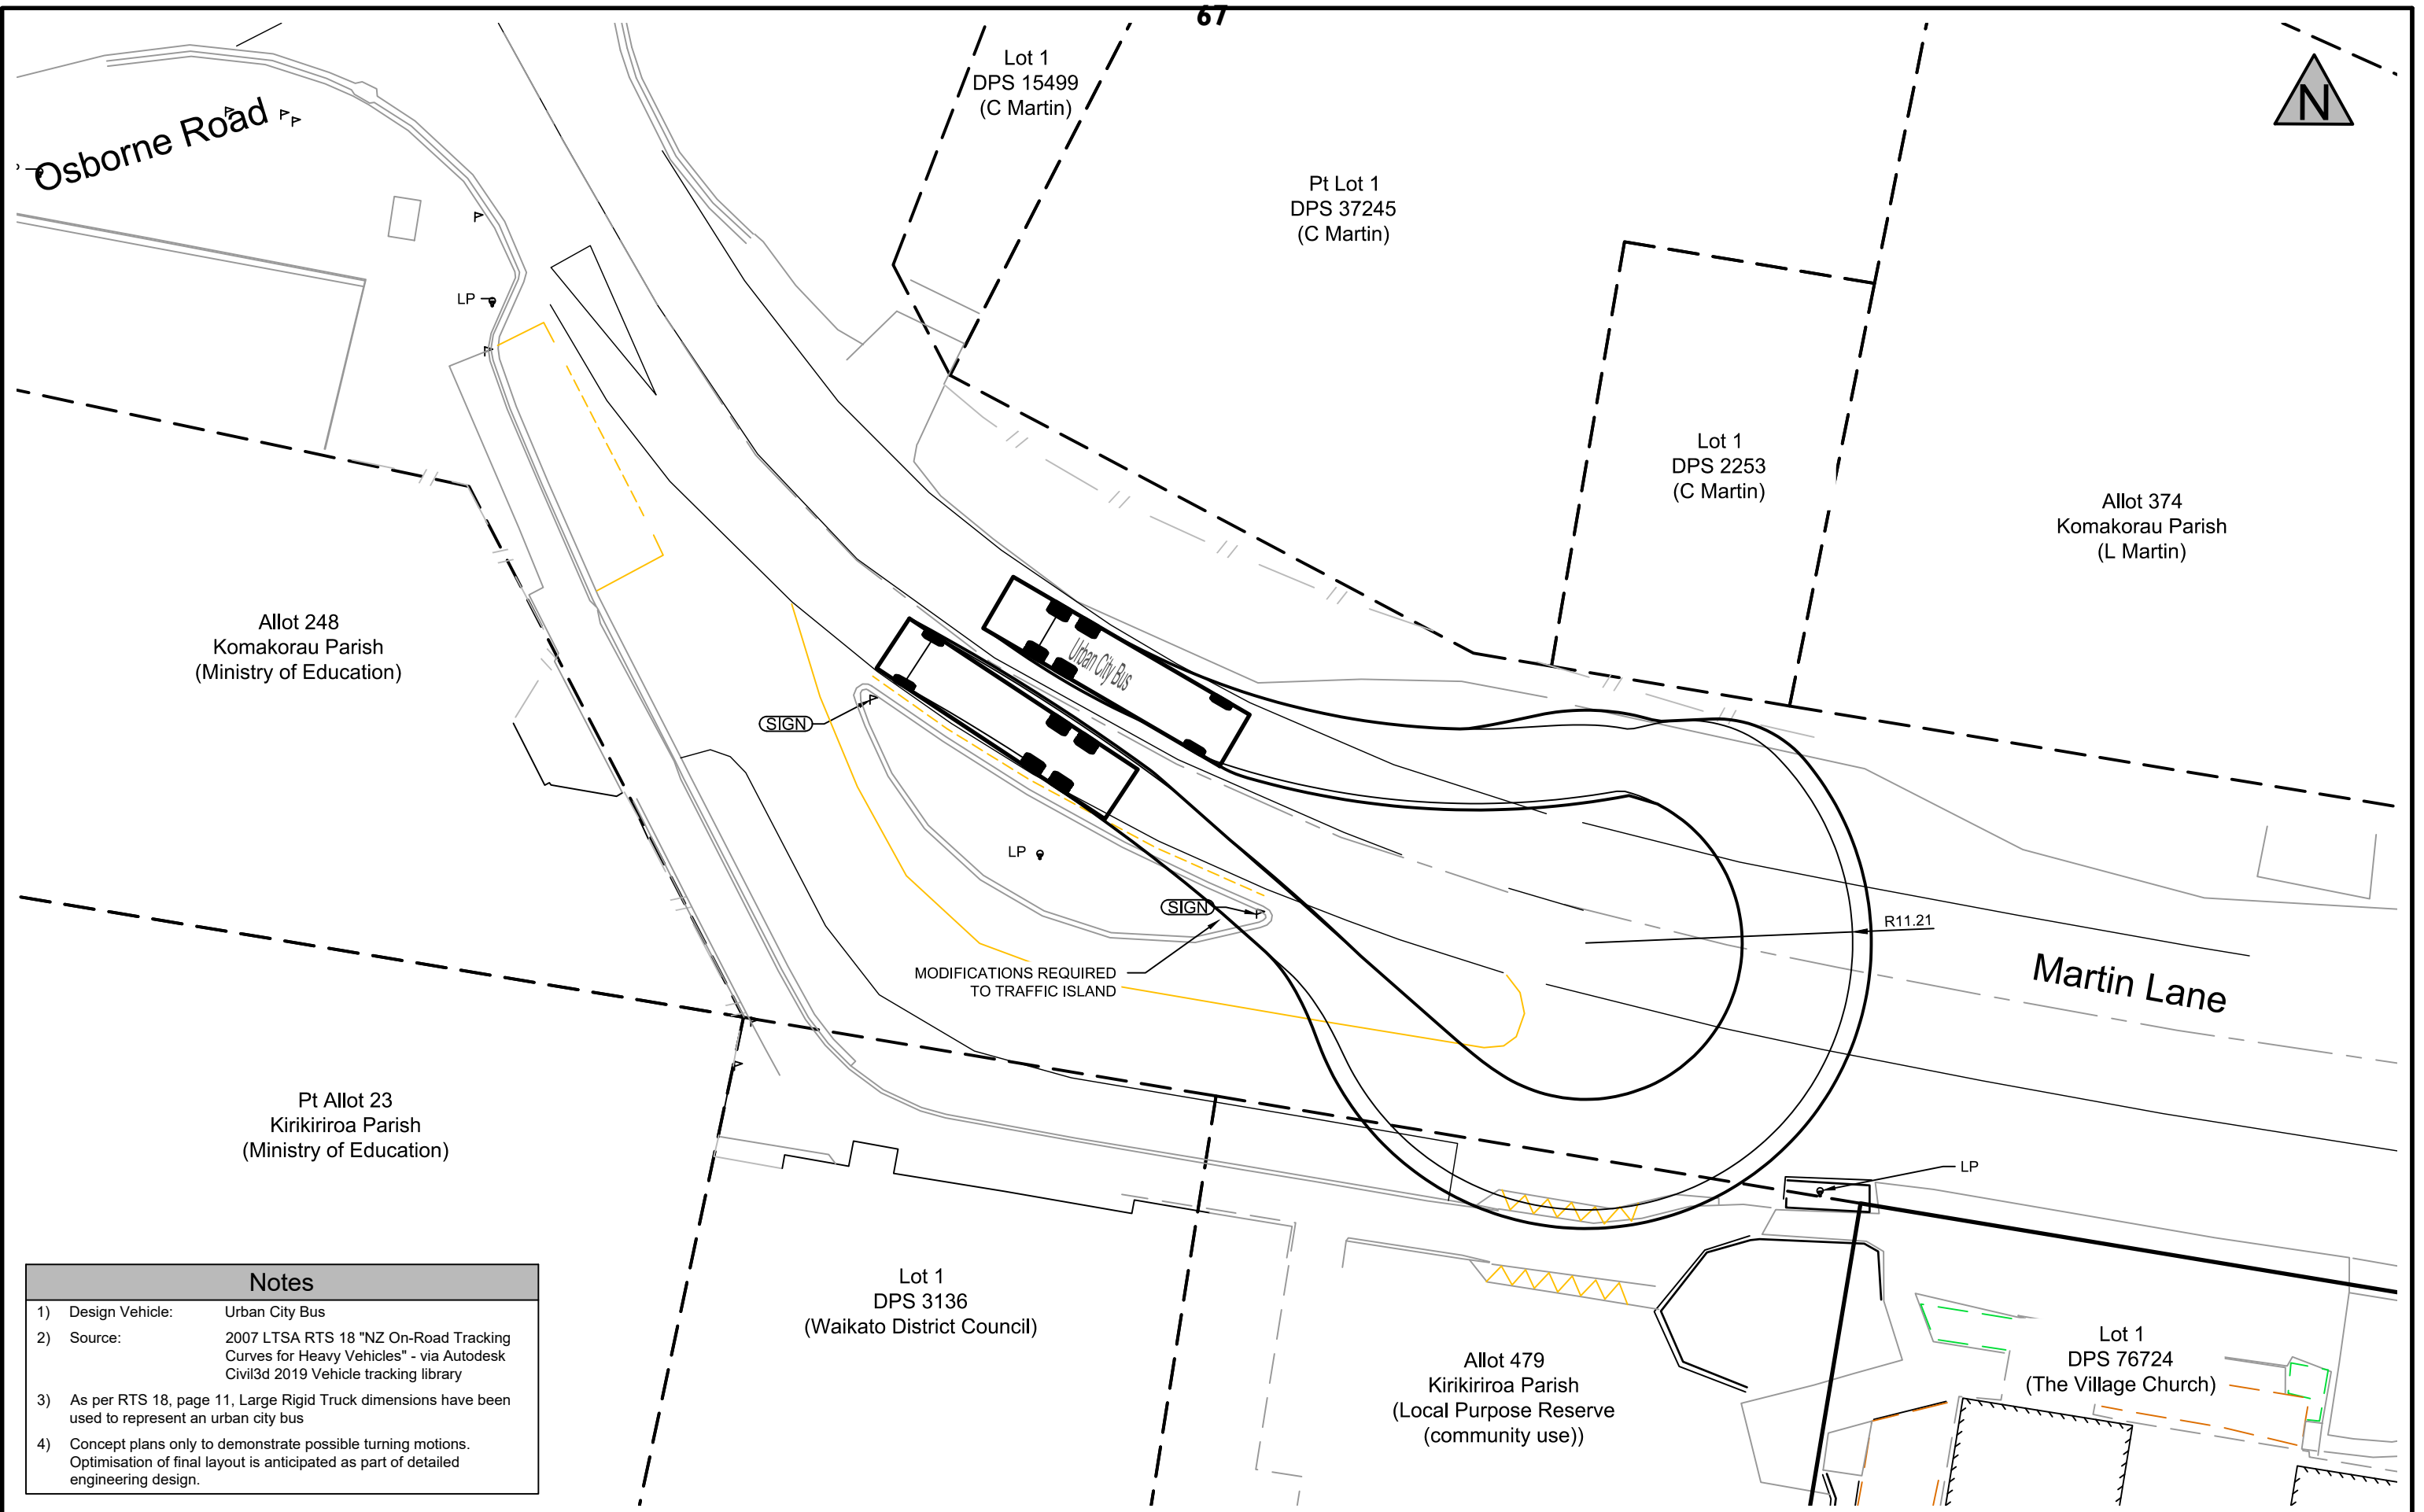 67
Osborne Road
Lot 1
DPS 15499
(C Martin)
N
Pt Lot 1
DPS 37245
(C Martin)
Lot 1
DPS 2253
(C Martin)
Allot 374
Komakorau Parish
(L Martin)
LP
Allot 248
Komakorau Parish
(Ministry of Education)
Urban City Bus
SIGN
LP
SIGN
R11.21
MODIFICATIONS REQUIRED
TO TRAFFIC ISLAND
Martin Lane
Pt Allot 23
Kirikiriroa Parish
(Ministry of Education)
LP
Lot 1
DPS 3136
(Waikato District Council)
Allot 479
Kirikiriroa Parish
(Local Purpose Reserve
(community use))
Lot 1
DPS 76724
(The Village Church)
Notes
1) Design Vehicle: Urban City Bus
2) Source: 2007 LTSA RTS 18 "NZ On-Road Tracking
Curves for Heavy Vehicles" - via Autodesk
Civil3d 2019 Vehicle tracking library
3) As per RTS 18, page 11, Large Rigid Truck dimensions have been
used to represent an urban city bus
4) Concept plans only to demonstrate possible turning motions.
Optimisation of final layout is anticipated as part of detailed
engineering design.